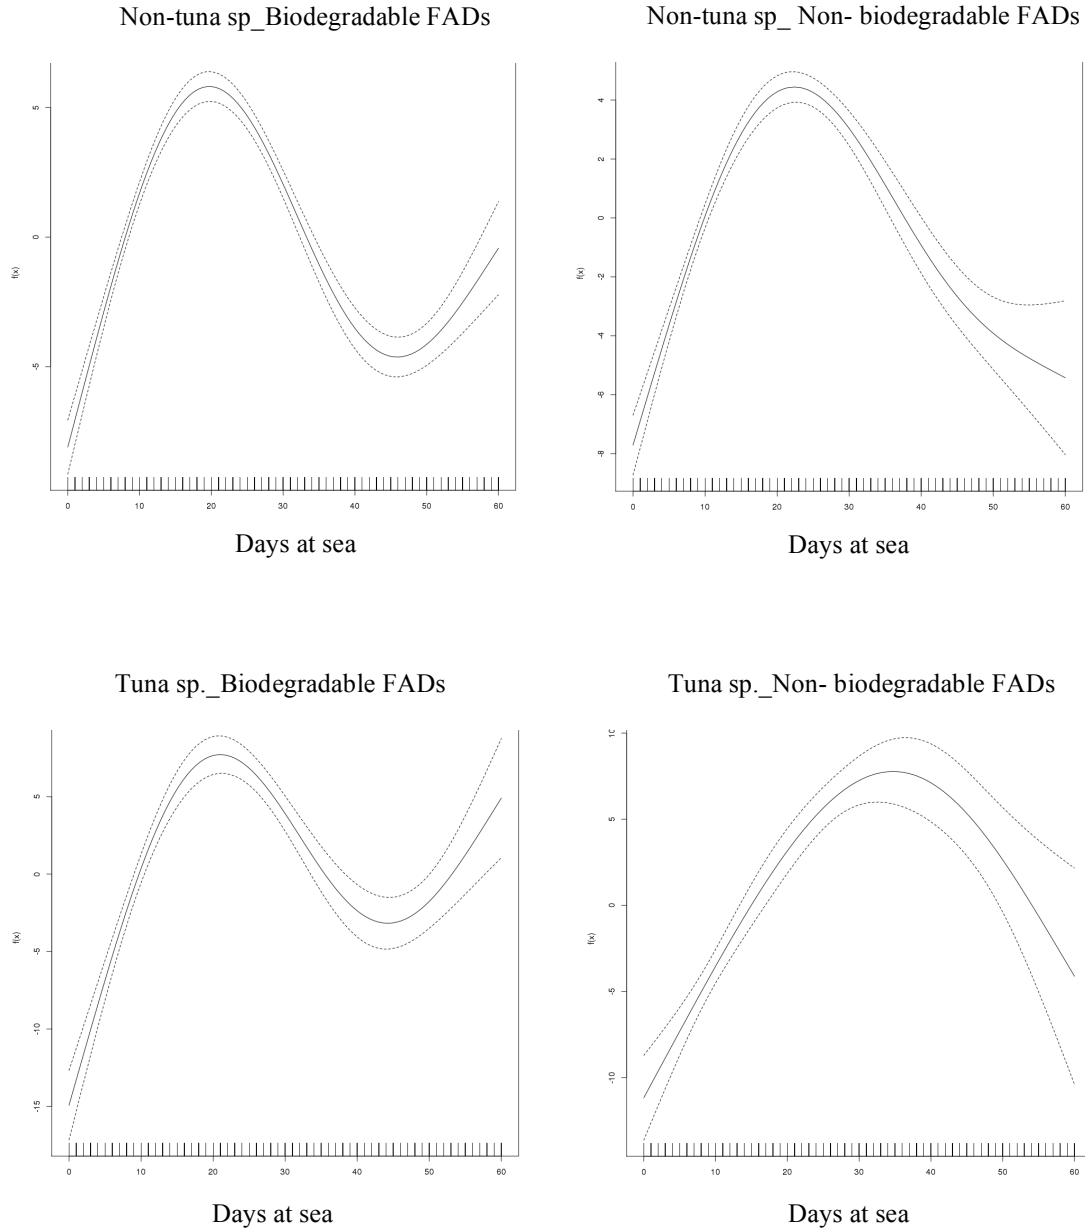 Non-tuna sp_Biodegradable FADs
5
0
-5
f(x)
0 10 20 30 40 50 60
Days at sea
Non-tuna sp_ Non- biodegradable FADs
4
2
0
-2
-4
-6
-8
f(x)
0 10 20 30 40 50 60
Days at sea
Tuna sp._Biodegradable FADs
5
0
-5
-10
-15
f(x)
0 10 20 30 40 50 60
Days at sea
Tuna sp._Non- biodegradable FADs
10
5
0
-5
-10
f(x)
0 10 20 30 40 50 60
Days at sea